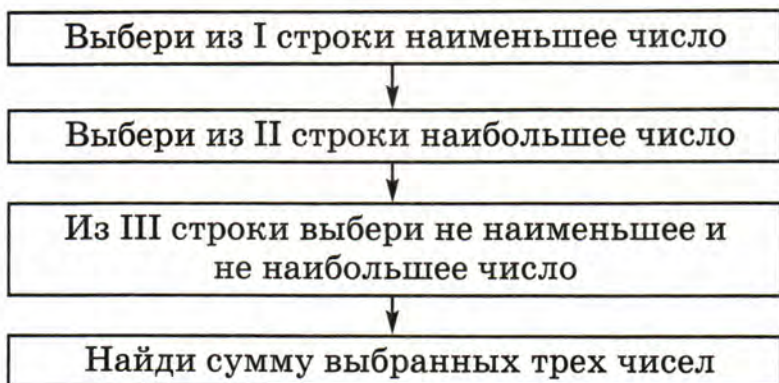 Выбери из I строки наименьшее число
Выбери из II строки наибольшее число
Из III строки выбери не наименьшее и
не наибольшее число
Найди сумму выбранных трех чисел